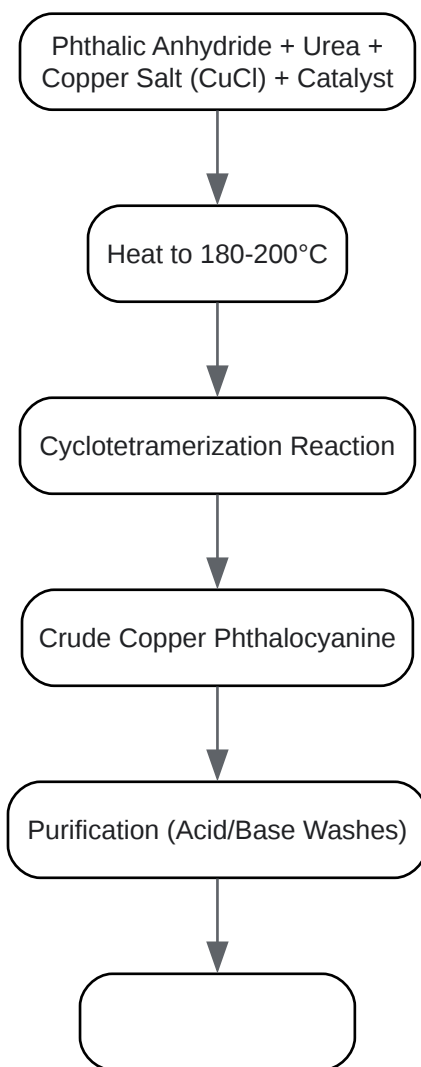 Phthalic Anhydride + Urea +
Copper Salt (CuCl) + Catalyst
Heat to 180-200°C
Cyclotetramerization Reaction
Crude Copper Phthalocyanine
Purification (Acid/Base Washes)